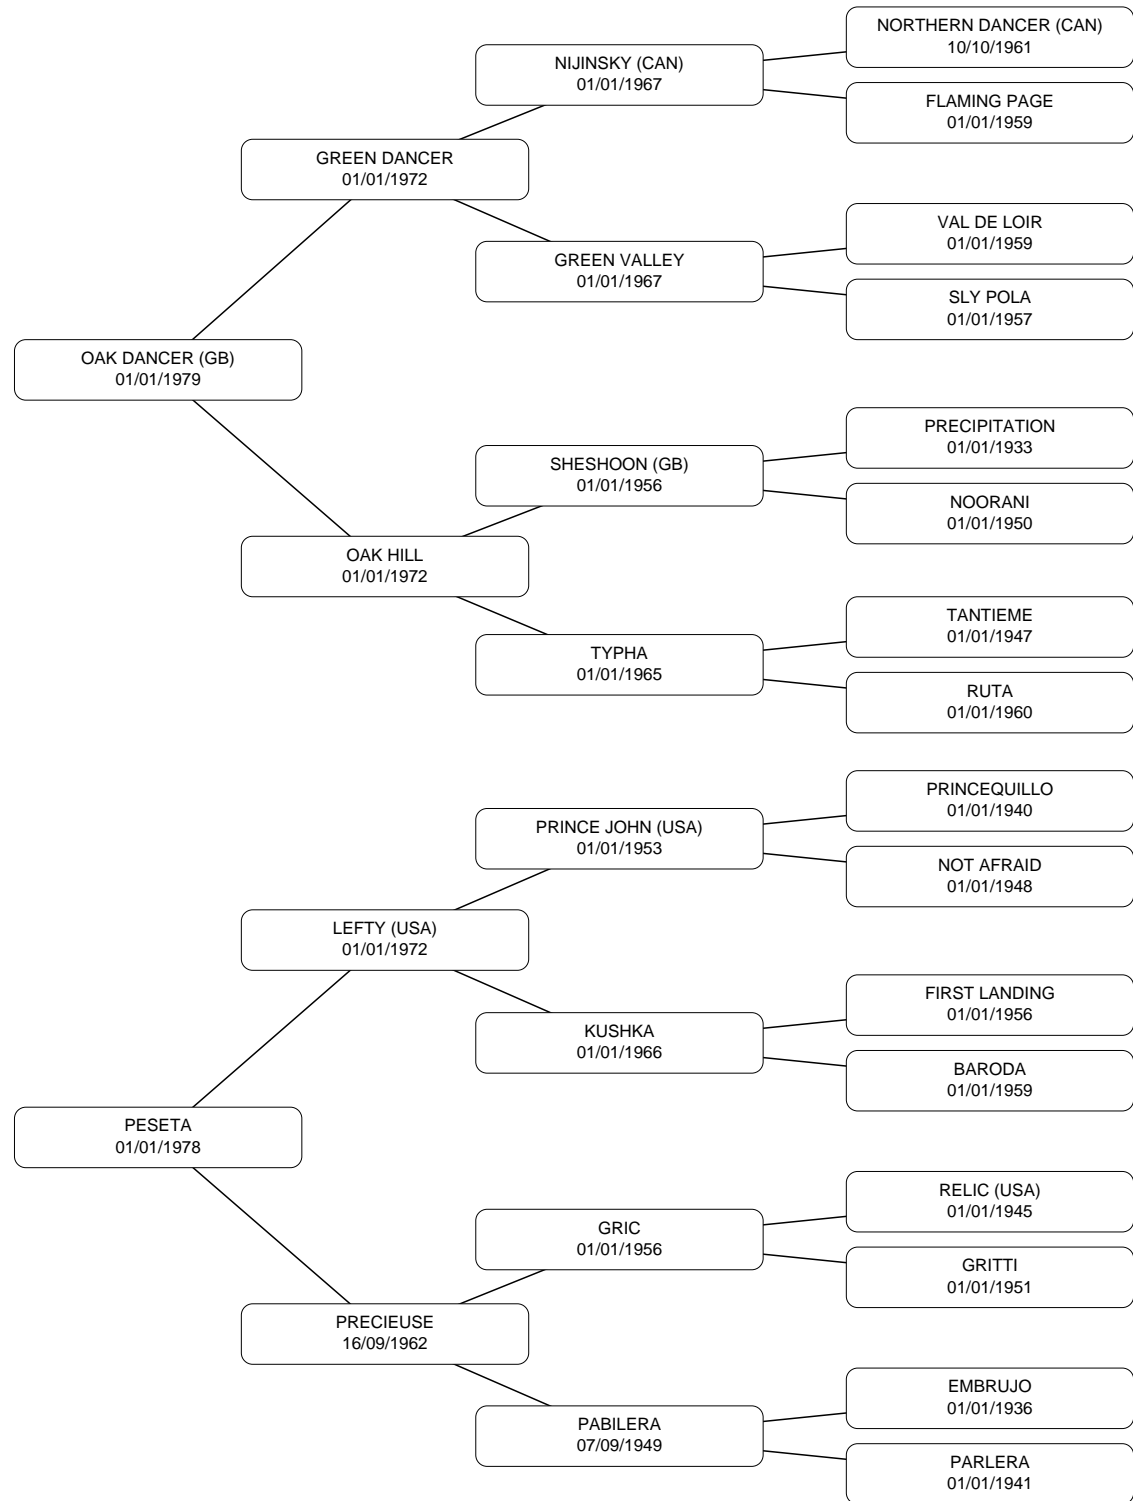 NORTHERN DANCER (CAN)
10/10/1961
NIJINSKY (CAN)
01/01/1967
FLAMING PAGE
01/01/1959
GREEN DANCER
01/01/1972
VAL DE LOIR
01/01/1959
GREEN VALLEY
01/01/1967
SLY POLA
01/01/1957
OAK DANCER (GB)
01/01/1979
PRECIPITATION
01/01/1933
SHESHOON (GB)
01/01/1956
NOORANI
01/01/1950
OAK HILL
01/01/1972
TANTIEME
01/01/1947
TYPHA
01/01/1965
RUTA
01/01/1960
PRINCEQUILLO
01/01/1940
PRINCE JOHN (USA)
01/01/1953
NOT AFRAID
01/01/1948
LEFTY (USA)
01/01/1972
FIRST LANDING
01/01/1956
KUSHKA
01/01/1966
BARODA
01/01/1959
PESETA
01/01/1978
RELIC (USA)
01/01/1945
GRIC
01/01/1956
GRITTI
01/01/1951
PRECIEUSE
16/09/1962
EMBRUJO
01/01/1936
PABILERA
07/09/1949
PARLERA
01/01/1941